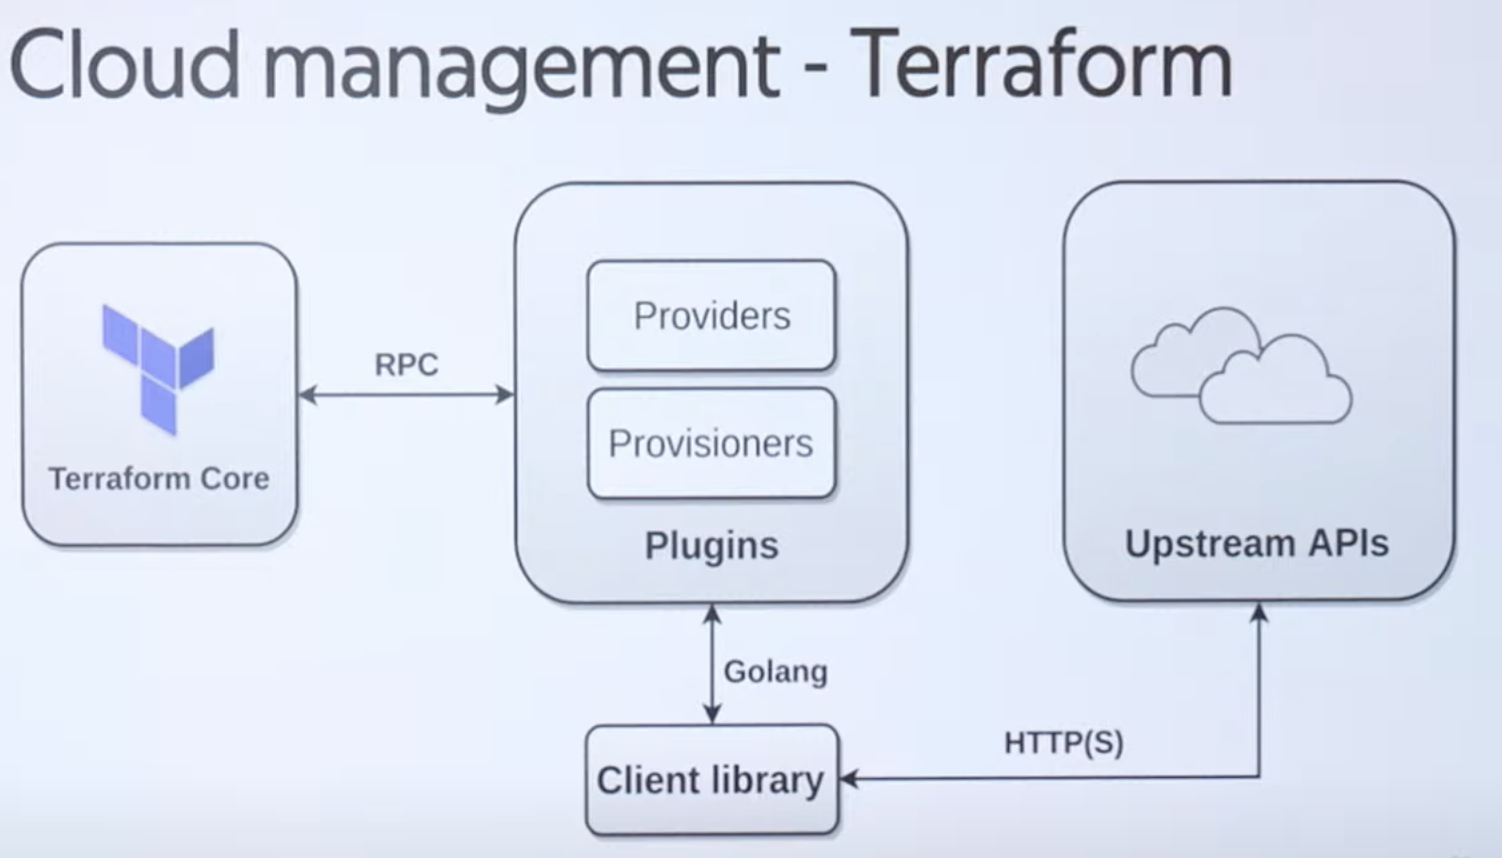 Cloud management - Terraform
Terraform Core
RPC
Providers
Provisioners
Plugins
Upstream APIs
Golang
Client library
HTTP(S)